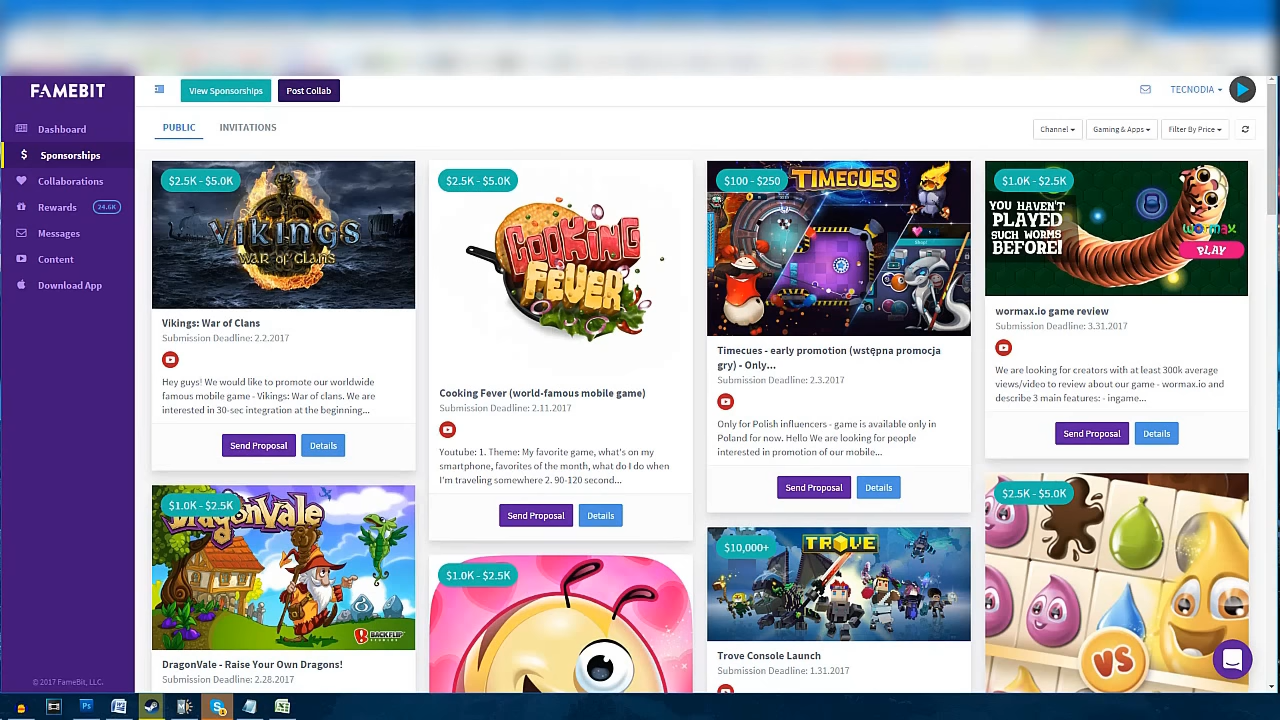 FAMEBIT
View Sponsorships
Post Collab
TECNODIA
Dashboard
Sponsorships
Collaborations
Rewards
24.6K
Messages
Content
Download App
© 2017 FameBit, LLC.
PUBLIC
INVITATIONS
Channel
Gaming & Apps
Filter By Price
$2.5K - $5.0K
VIKINGS
WAR OF CLANS
Vikings: War of Clans
Submission Deadline: 2.2.2017
Hey guys! We would like to promote our worldwide
famous mobile game - Vikings: War of clans. We are
interested in 30-sec integration at the beginning...
Send Proposal
Details
$1.0K - $2.5K
DragonVale
BACKFLIP
STUDIOS
DragonVale - Raise Your Own Dragons!
Submission Deadline: 2.28.2017
$2.5K - $5.0K
COOKING
FEVER
Cooking Fever (world-famous mobile game)
Submission Deadline: 2.11.2017
Youtube: 1. Theme: My favorite game, what's on my
smartphone, favorites of the month, what do I do when
I'm traveling somewhere 2. 90-120 second...
Send Proposal
Details
$1.0K - $2.5K
$100 - $250
TIMECUES
Timecues - early promotion (wstępna promocja
gry) - Only...
Submission Deadline: 2.3.2017
Only for Polish influencers - game is available only in
Poland for now. Hello We are looking for people
interested in promotion of our mobile...
Send Proposal
Details
$10,000+
TROVE
Trove Console Launch
Submission Deadline: 1.31.2017
$1.0K - $2.5K
YOU HAVEN'T
PLAYED
SUCH WORMS
BEFORE!
wormax
PLAY
wormax.io game review
Submission Deadline: 3.31.2017
We are looking for creators with at least 300k average
views/video to review about our game - wormax.io and
describe 3 main features: - ingame...
Send Proposal
Details
$2.5K - $5.0K
VS